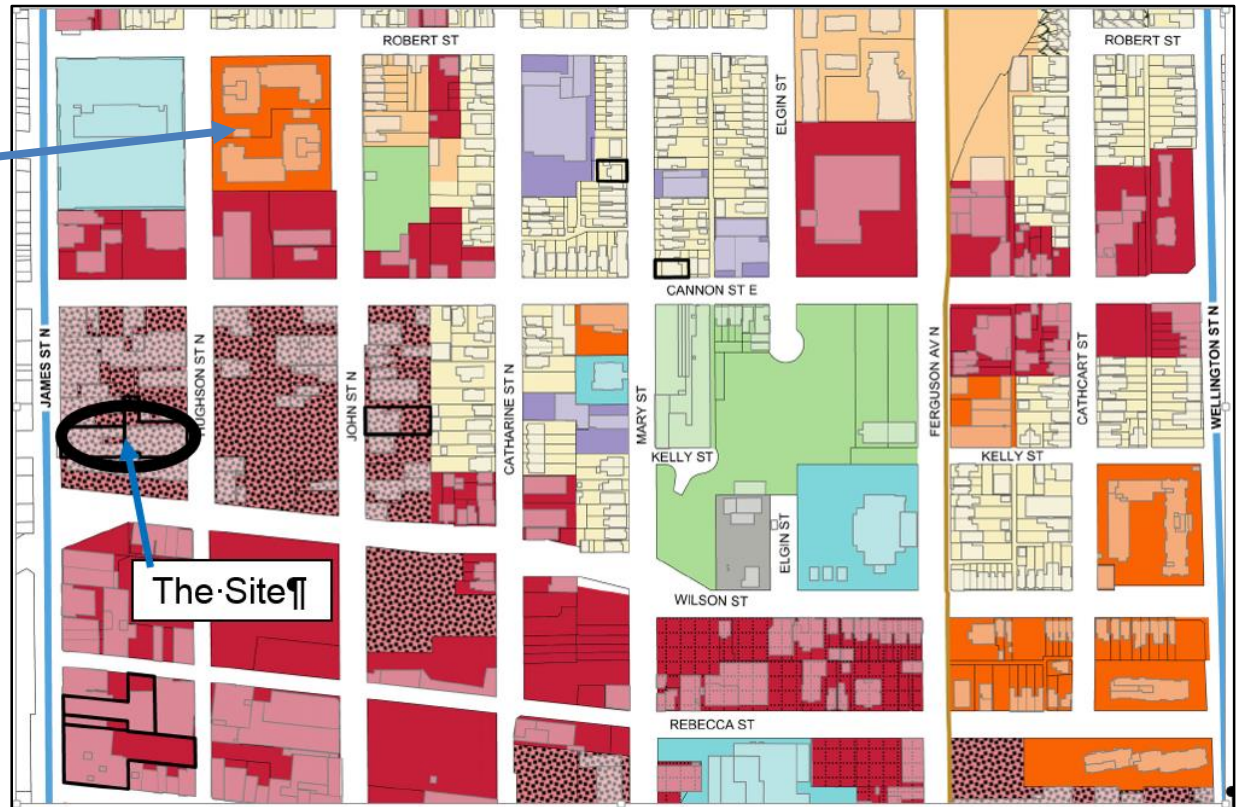 ROBERT ST
ROBERT ST
ELGIN ST
CANNON ST E
JAMES ST N
HUGHSON ST N
JOHN ST N
CATHARINE ST N
MARY ST
FERGUSON AV N
CATHCART ST
WELLINGTON ST N
KELLY ST
KELLY ST
ELGIN ST
The·Site¶
WILSON ST
REBECCA ST